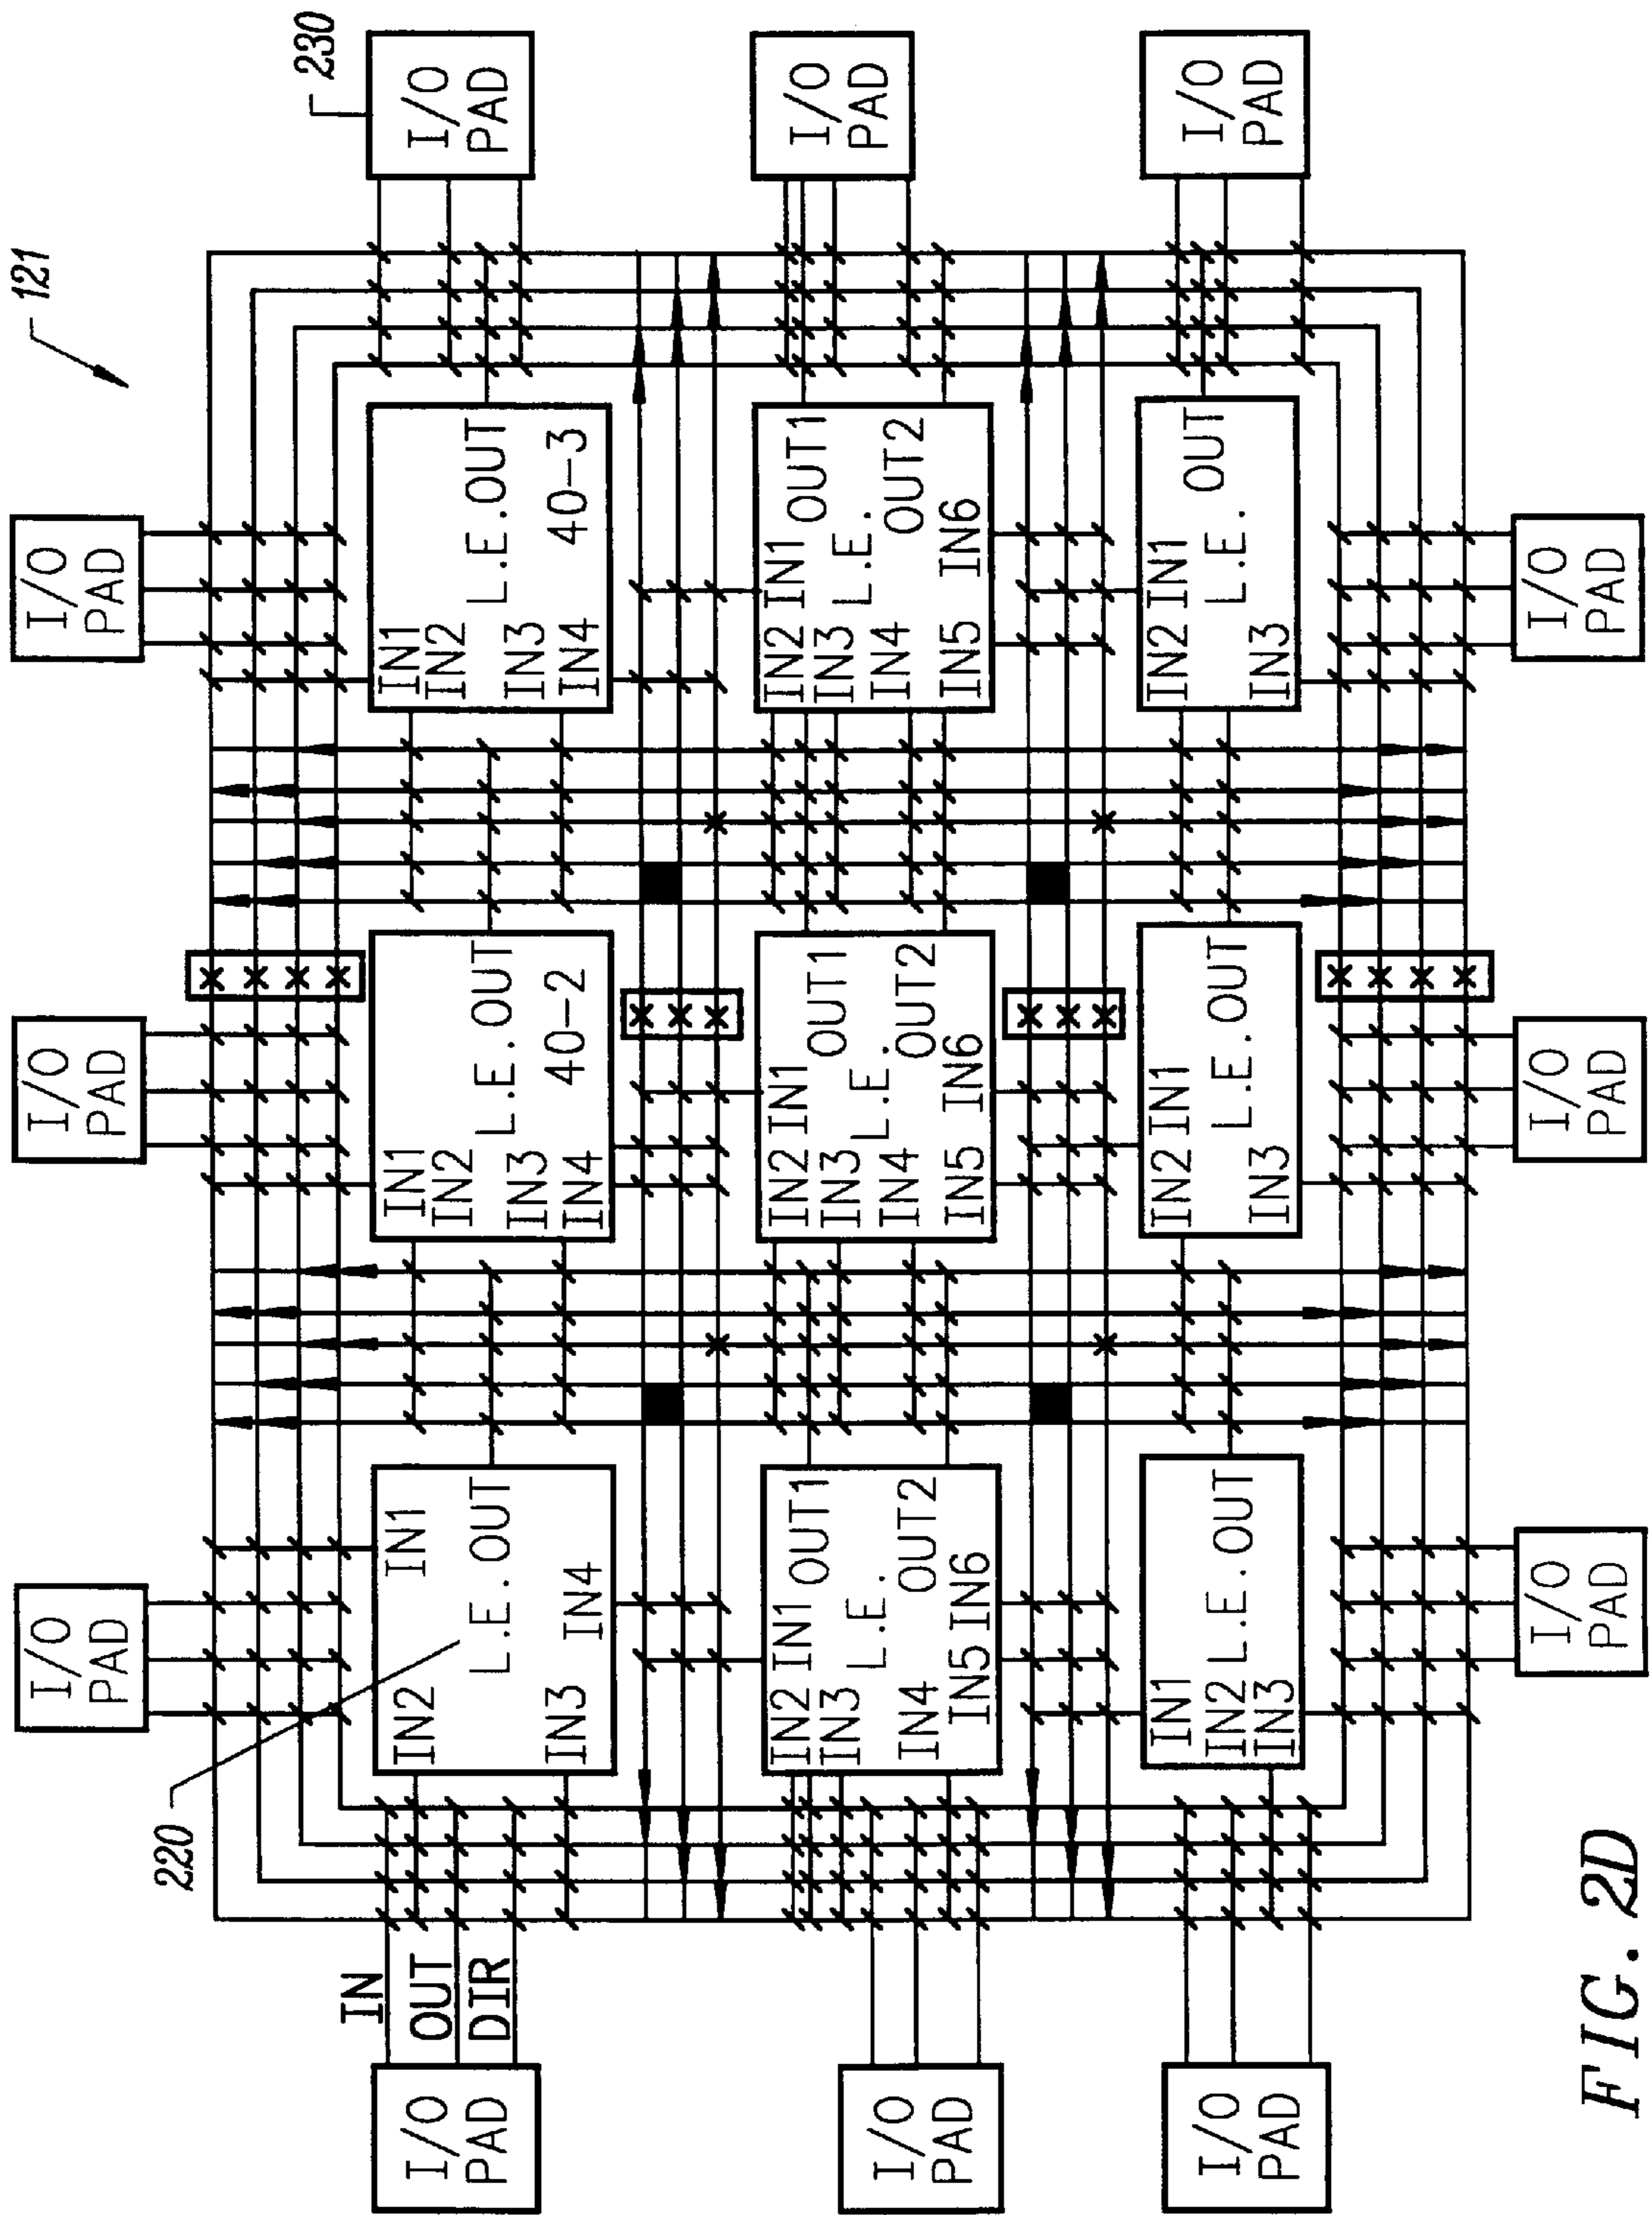 121
I/O
PAD
I/O
PAD
I/O
PAD
220
230
IN
OUT
DIR
I/O
PAD
IN2 IN1
L.E.OUT
IN3 IN4
IN1
IN2
L.E.OUT
IN3
40-2
IN4
IN1
IN2
L.E.OUT
IN3
40-3
IN4
I/O
PAD
I/O
PAD
IN2 IN1 OUT1
IN3 L.E.
IN4 OUT2
IN5 IN6
IN2 IN1 OUT1
IN3 L.E.
IN4 OUT2
IN5 IN6
IN2 IN1 OUT1
IN3 L.E.
IN4 OUT2
IN5 IN6
I/O
PAD
I/O
PAD
IN1
IN2 L.E.OUT
IN3
IN2 IN1
L.E.OUT
IN3
IN2 IN1 OUT
L.E.
IN3
I/O
PAD
I/O
PAD
I/O
PAD
I/O
PAD
FIG. 2D